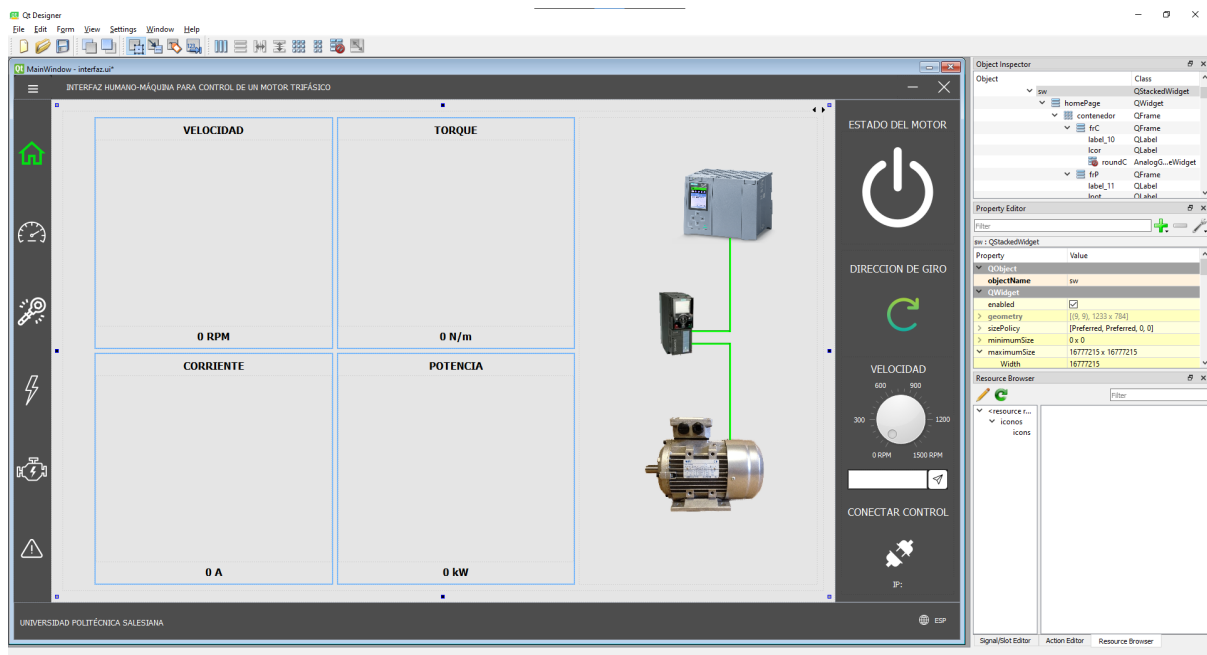 Qt Designer
File Edit Form View Settings Window Help
MainWindow - interfaz.ui*
INTERFAZ HUMANO-MÁQUINA PARA CONTROL DE UN MOTOR TRIFÁSICO
VELOCIDAD
TORQUE
0 RPM
0 N/m
CORRIENTE
POTENCIA
0 A
0 kW
ESTADO DEL MOTOR
DIRECCION DE GIRO
VELOCIDAD
600 900
300 1200
0 RPM 1500 RPM
CONECTAR CONTROL
IP:
UNIVERSIDAD POLITÉCNICA SALESIANA
ESP
Object Inspector
Object Class
sw QStackedWidget
homePage QWidget
contenedor QFrame
frC QFrame
label_10 QLabel
lcor QLabel
roundC AnalogG...eWidget
frP QFrame
label_11 QLabel
lpot QLabel
Property Editor
Filter
sw : QStackedWidget
Property Value
QObject
objectName sw
QWidget
enabled
geometry [(9, 9), 1233 x 784]
sizePolicy [Preferred, Preferred, 0, 0]
minimumSize 0 x 0
maximumSize 16777215 x 16777215
Width 16777215
Resource Browser
Filter
<resource r...
iconos
icons
Signal/Slot Editor Action Editor Resource Browser